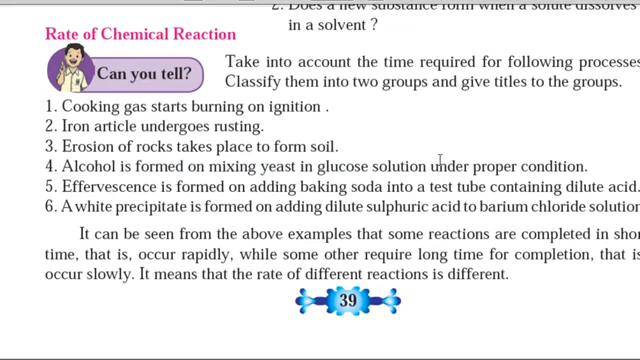 2. Does a new substance form when a solute dissolves
in a solvent ?
Rate of Chemical Reaction
Can you tell?
Take into account the time required for following processes
Classify them into two groups and give titles to the groups.
1. Cooking gas starts burning on ignition .
2. Iron article undergoes rusting.
3. Erosion of rocks takes place to form soil.
4. Alcohol is formed on mixing yeast in glucose solution under proper condition.
5. Effervescence is formed on adding baking soda into a test tube containing dilute acid.
6. A white precipitate is formed on adding dilute sulphuric acid to barium chloride solution
It can be seen from the above examples that some reactions are completed in shor
time, that is, occur rapidly, while some other require long time for completion, that is
occur slowly. It means that the rate of different reactions is different.
39